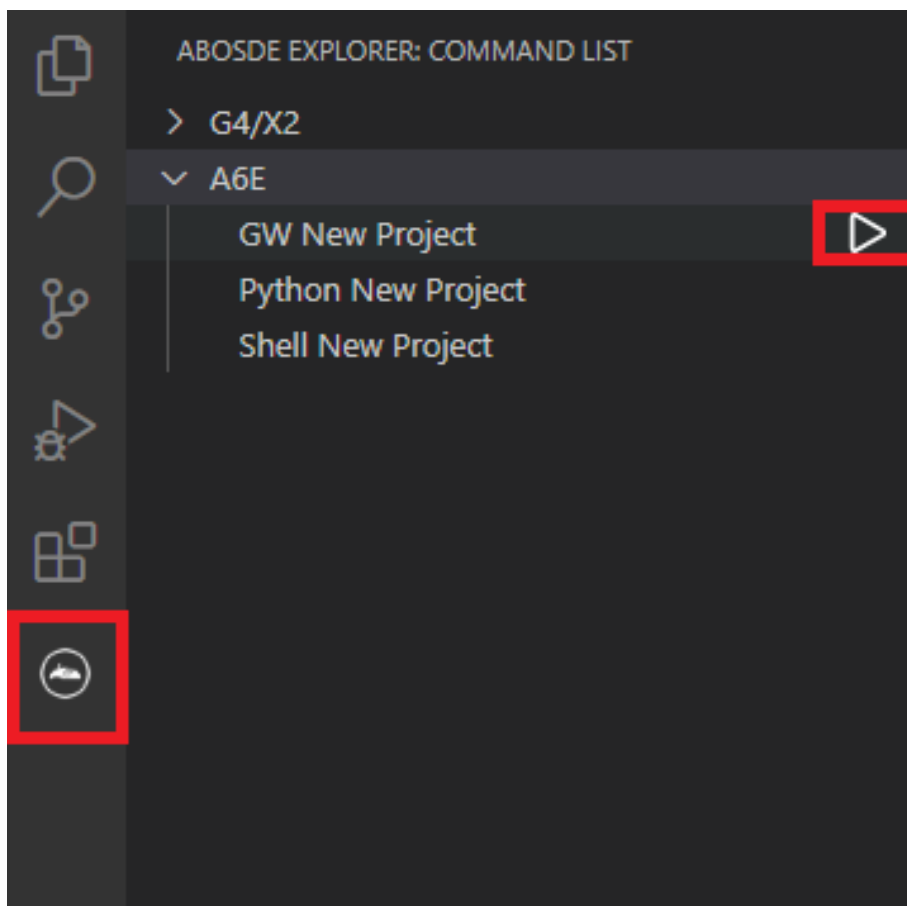 ABOSDE EXPLORER: COMMAND LIST
G4/X2
A6E
GW New Project
Python New Project
Shell New Project